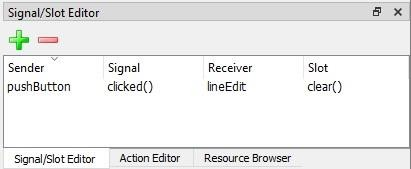 Signal/Slot Editor
Sender Signal Receiver Slot
pushButton clicked() lineEdit clear()
Signal/Slot Editor Action Editor Resource Browser